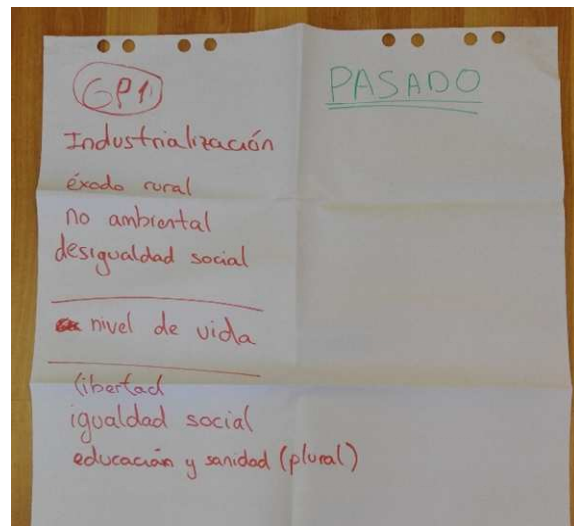 GP1
PASADO
Industrialización
éxodo rural
no ambiental
desigualdad social
nivel de vida
libertad
igualdad social
educación y sanidad (plural)